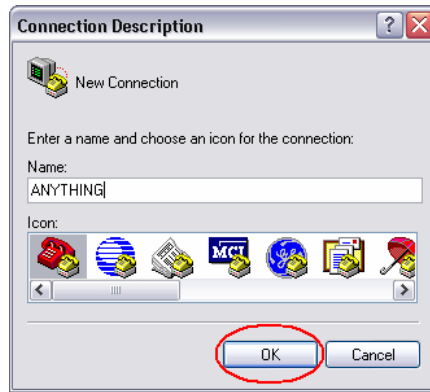 Connection Description
New Connection
Enter a name and choose an icon for the connection:
Name:
ANYTHING
Icon:
MCI
OK
Cancel